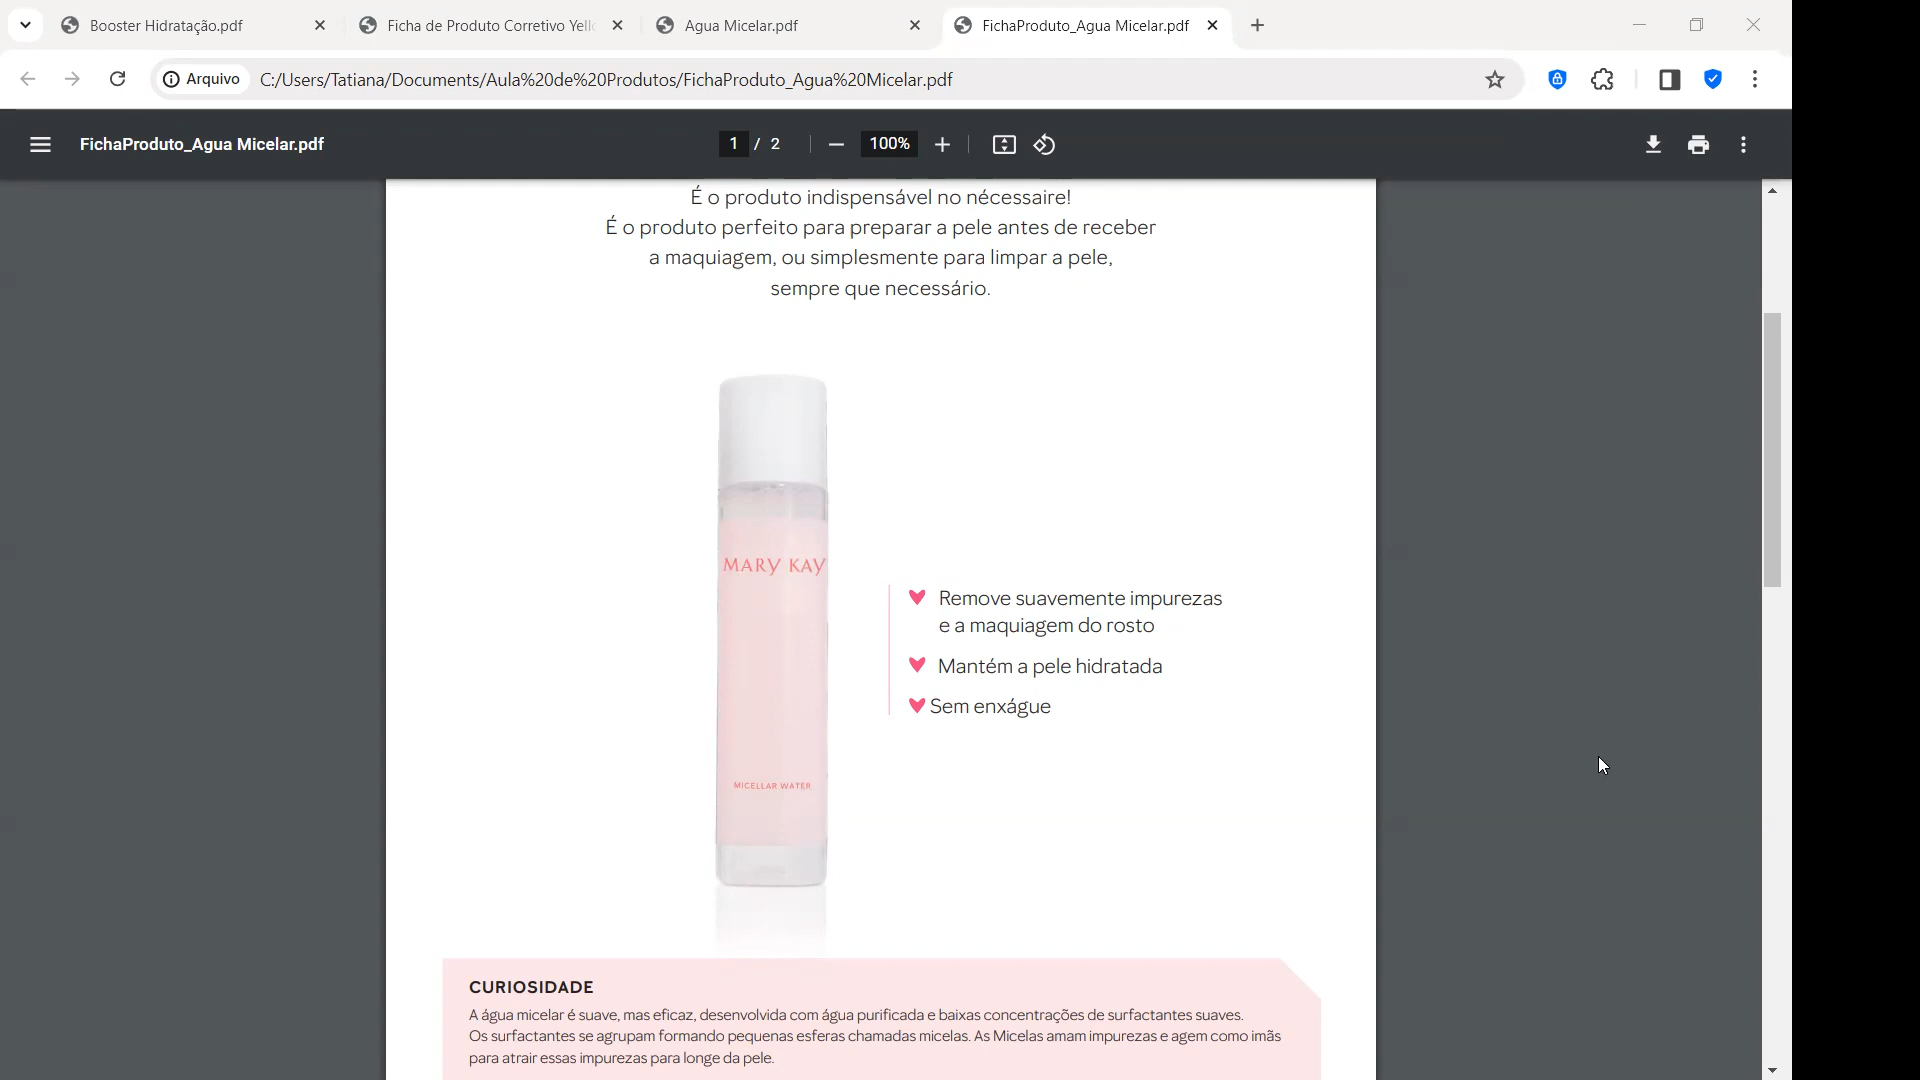 Booster Hidratação.pdf
Ficha de Produto Corretivo Yell
Agua Micelar.pdf
FichaProduto_Agua Micelar.pdf
Arquivo
C:/Users/Tatiana/Documents/Aula%20de%20Produtos/FichaProduto_Agua%20Micelar.pdf
FichaProduto_Agua Micelar.pdf
1 / 2
100%
É o produto indispensável no nécessaire!
É o produto perfeito para preparar a pele antes de receber
a maquiagem, ou simplesmente para limpar a pele,
sempre que necessário.
MARY KAY
Remove suavemente impurezas
e a maquiagem do rosto
Mantém a pele hidratada
Sem enxágue
MICELLAR WATER
CURIOSIDADE
A água micelar é suave, mas eficaz, desenvolvida com água purificada e baixas concentrações de surfactantes suaves.
Os surfactantes se agrupam formando pequenas esferas chamadas micelas. As Micelas amam impurezas e agem como imãs
para atrair essas impurezas para longe da pele.